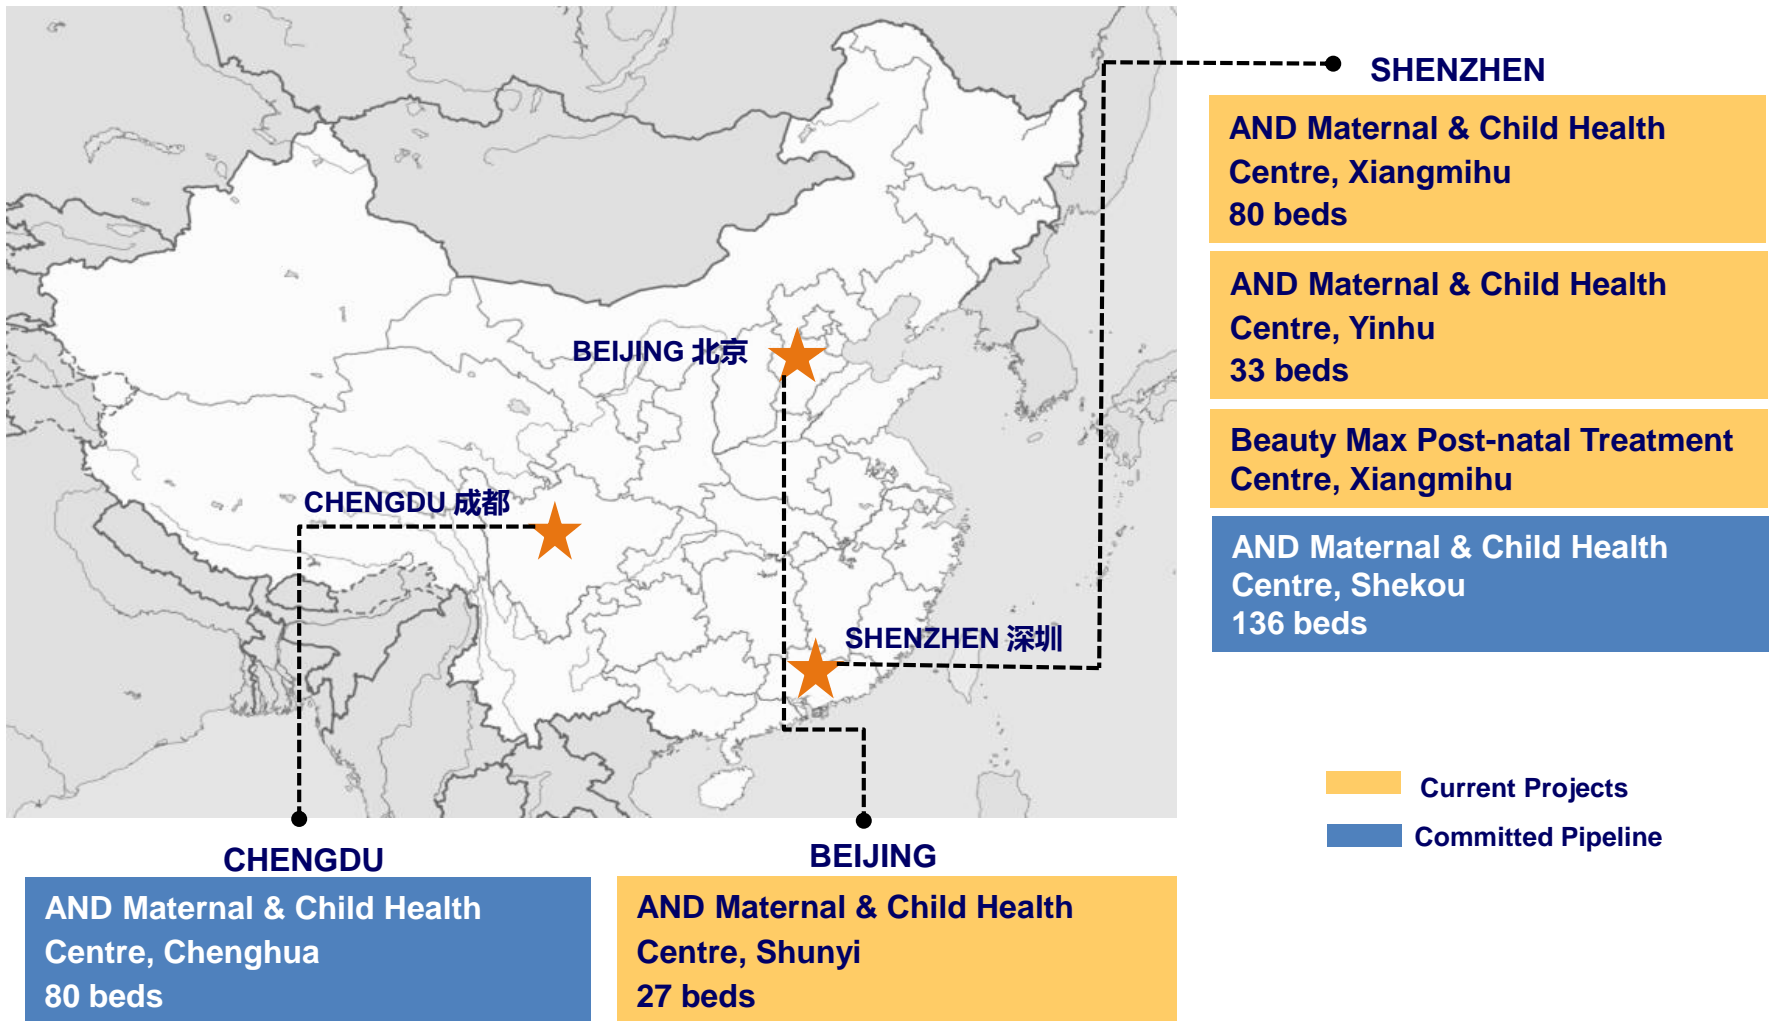 SHENZHEN
AND Maternal & Child Health
Centre, Xiangmihu
80 beds
AND Maternal & Child Health
Centre, Yinhu
33 beds
Beauty Max Post-natal Treatment
Centre, Xiangmihu
AND Maternal & Child Health
Centre, Shekou
136 beds
BEIJING 北京
CHENGDU 成都
SHENZHEN 深圳
Current Projects
Committed Pipeline
CHENGDU
AND Maternal & Child Health
Centre, Chenghua
80 beds
BEIJING
AND Maternal & Child Health
Centre, Shunyi
27 beds